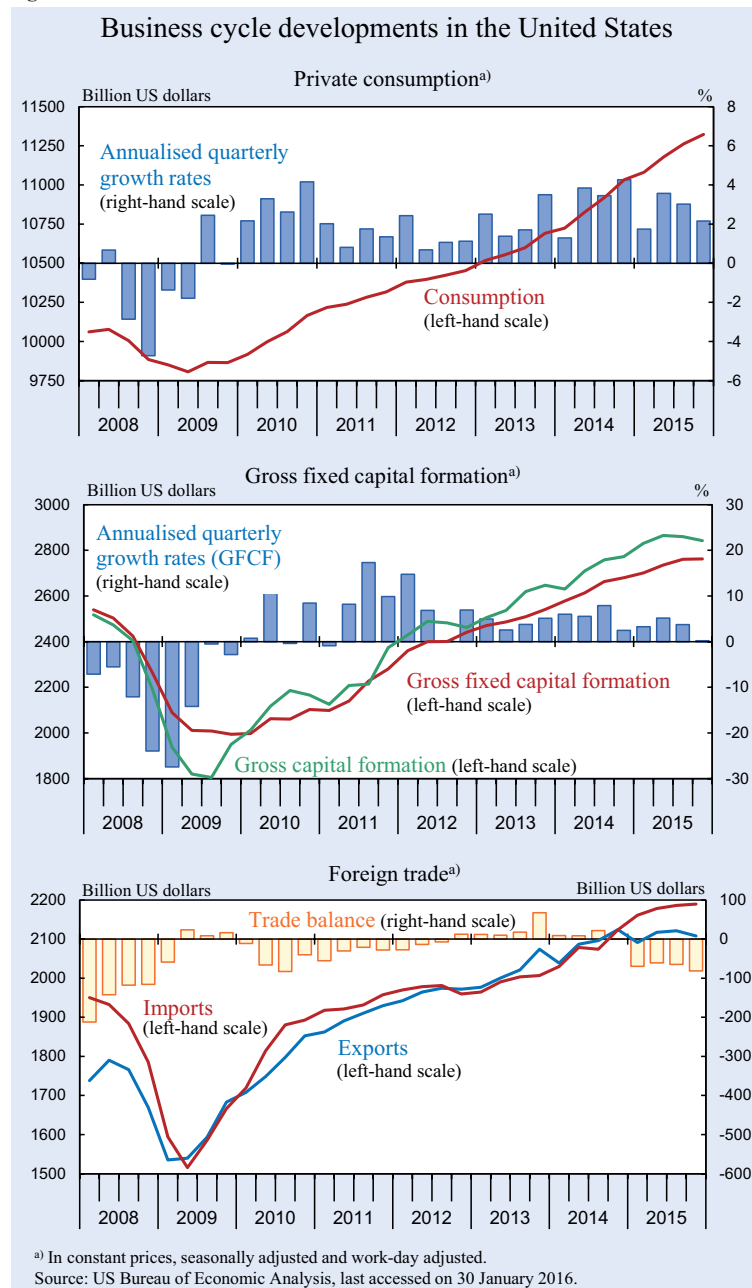 Business cycle developments in the United States
Private consumption a)
Billion US dollars %
11500
11250
11000
10750
10500
10250
10000
9750
8
6
4
2
0
-2
-4
-6
Annualised quarterly
growth rates
(right-hand scale)
Consumption
(left-hand scale)
2008 2009 2010 2011 2012 2013 2014 2015
Gross fixed capital formation a)
Billion US dollars %
3000
2800
2600
2400
2200
2000
1800
30
20
10
0
-10
-20
-30
Annualised quarterly
growth rates (GFCF)
(right-hand scale)
Gross fixed capital formation
(left-hand scale)
Gross capital formation (left-hand scale)
2008 2009 2010 2011 2012 2013 2014 2015
Foreign trade a)
Billion US dollars Billion US dollars
2200
2100
2000
1900
1800
1700
1600
1500
100
0
-100
-200
-300
-400
-500
-600
Trade balance (right-hand scale)
Imports
(left-hand scale)
Exports
(left-hand scale)
2008 2009 2010 2011 2012 2013 2014 2015
a) In constant prices, seasonally adjusted and work-day adjusted.
Source: US Bureau of Economic Analysis, last accessed on 30 January 2016.